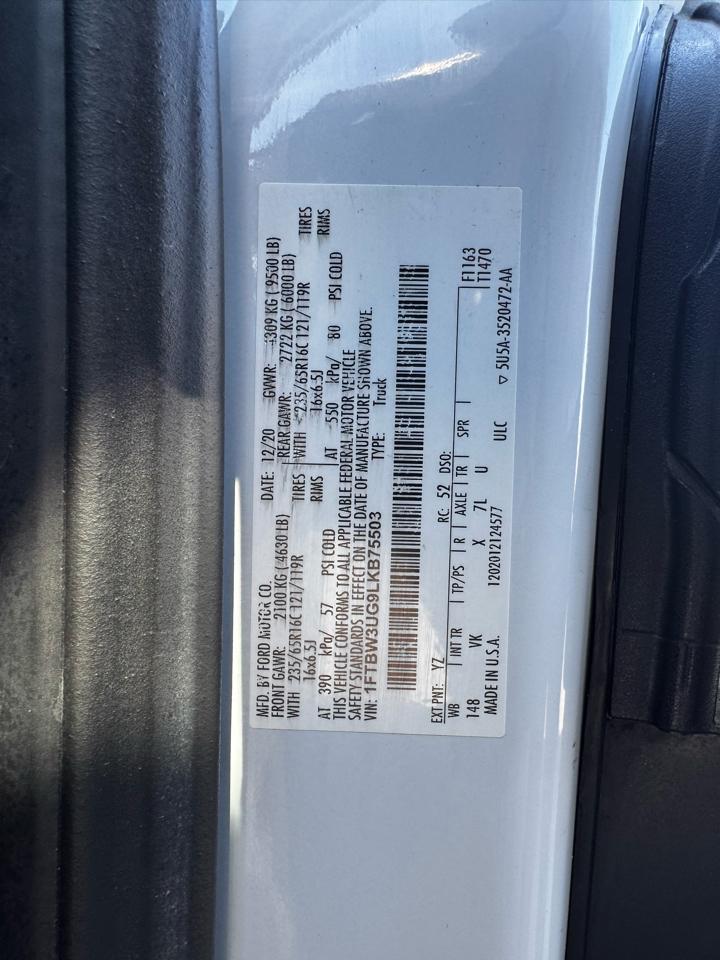 MFD. BY FORD MOTOR CO. DATE: 12/20 GVWR: 4309 KG ( 9500 LB)
FRONT GAWR: 2100 KG ( 4630 LB) REAR GAWR: 2722 KG ( 6000 LB)
WITH 235/65R16C 121/119R TIRES WITH 235/65R16C 121/119R TIRES
16x6.5J RIMS 16x6.5J RIMS
AT 390 kPa/ 57 PSI COLD AT 550 kPa/ 80 PSI COLD
THIS VEHICLE CONFORMS TO ALL APPLICABLE FEDERAL MOTOR VEHICLE
SAFETY STANDARDS IN EFFECT ON THE DATE OF MANUFACTURE SHOWN ABOVE.
VIN: 1FTBW3UG9LKB75503 TYPE: Truck
EXT PNT: YZ RC: 52 DSO:
WB INT TR TP/PS R AXLE TR SPR F1163
148 VK X 7L U T1470
MADE IN U.S.A. 1202012124577 ULC ▽ 5U5A-3520472-AA